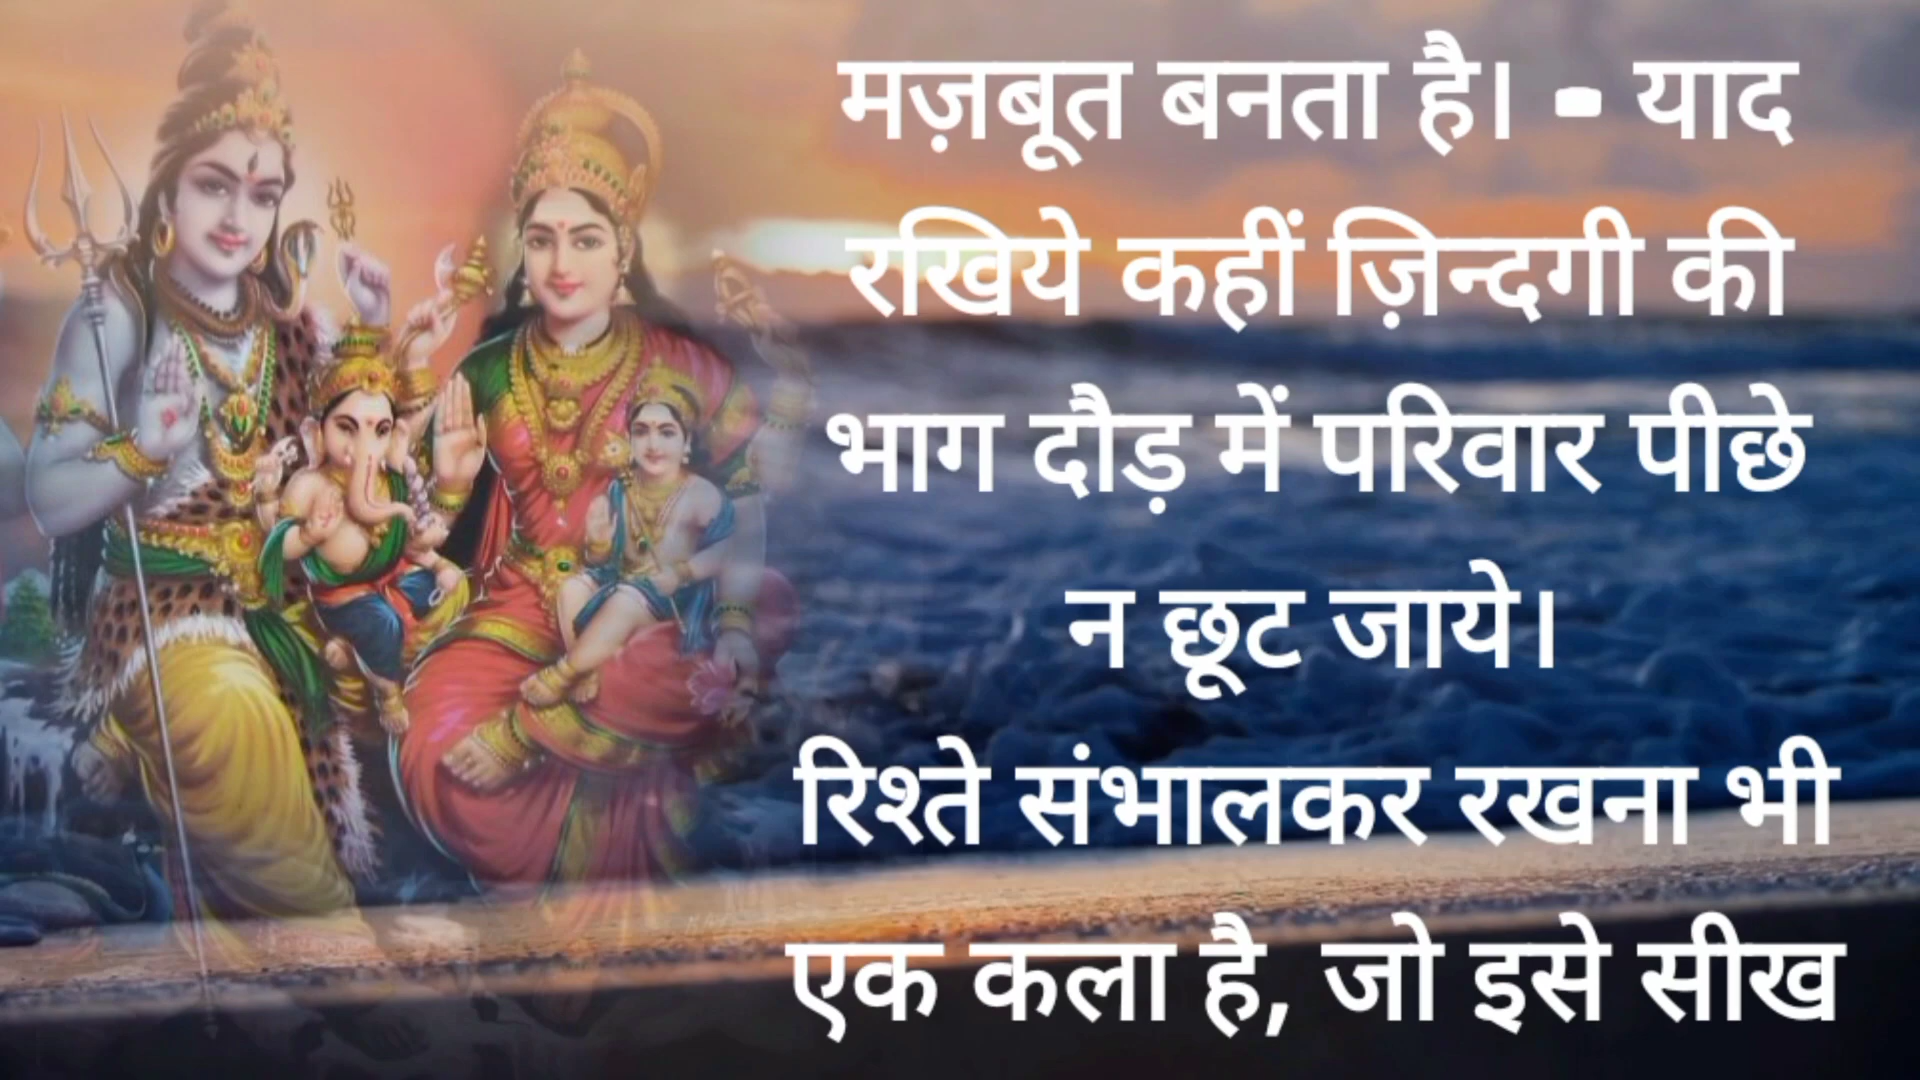 मज़बूत बनता है। - याद
रखिये कहीं ज़िन्दगी की
भाग दौड़ में परिवार पीछे
न छूट जाये।
रिश्ते संभालकर रखना भी
एक कला है, जो इसे सीख